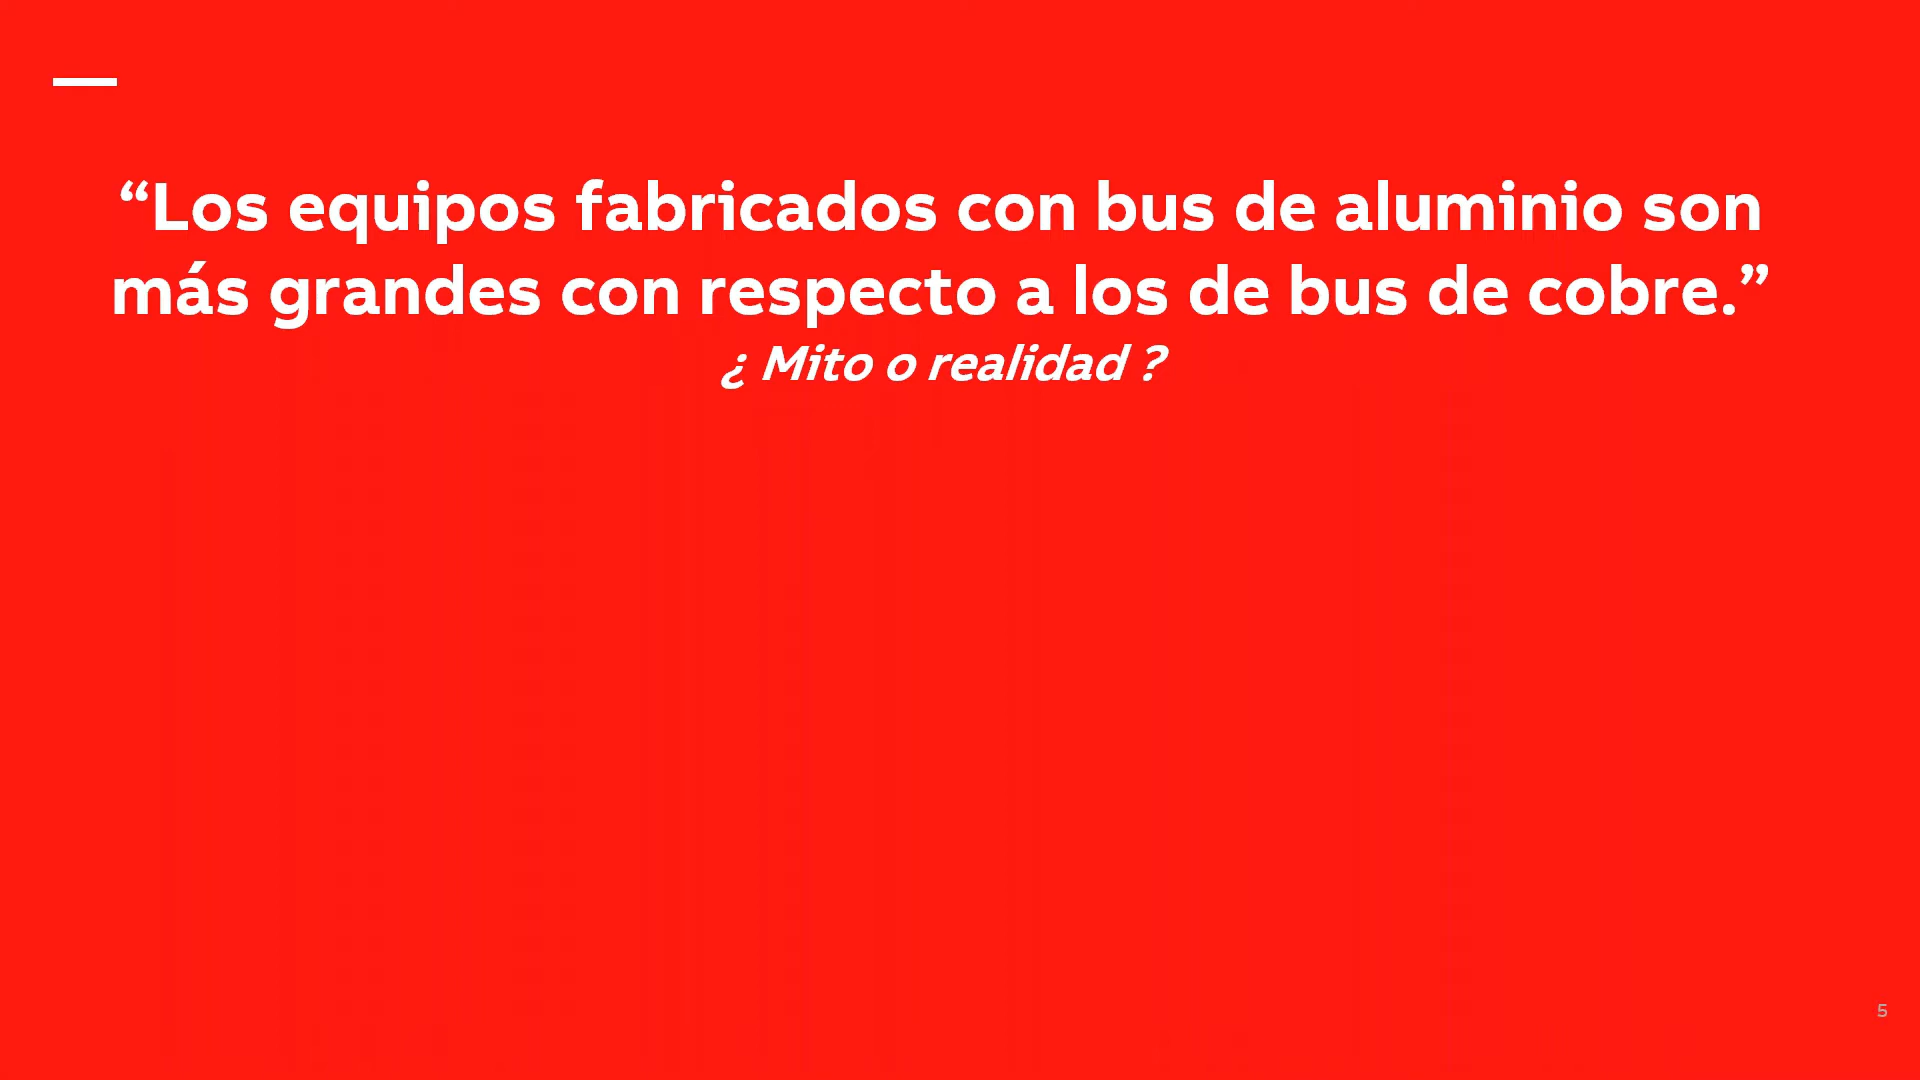 “Los equipos fabricados con bus de aluminio son
más grandes con respecto a los de bus de cobre.”
¿ Mito o realidad ?
5